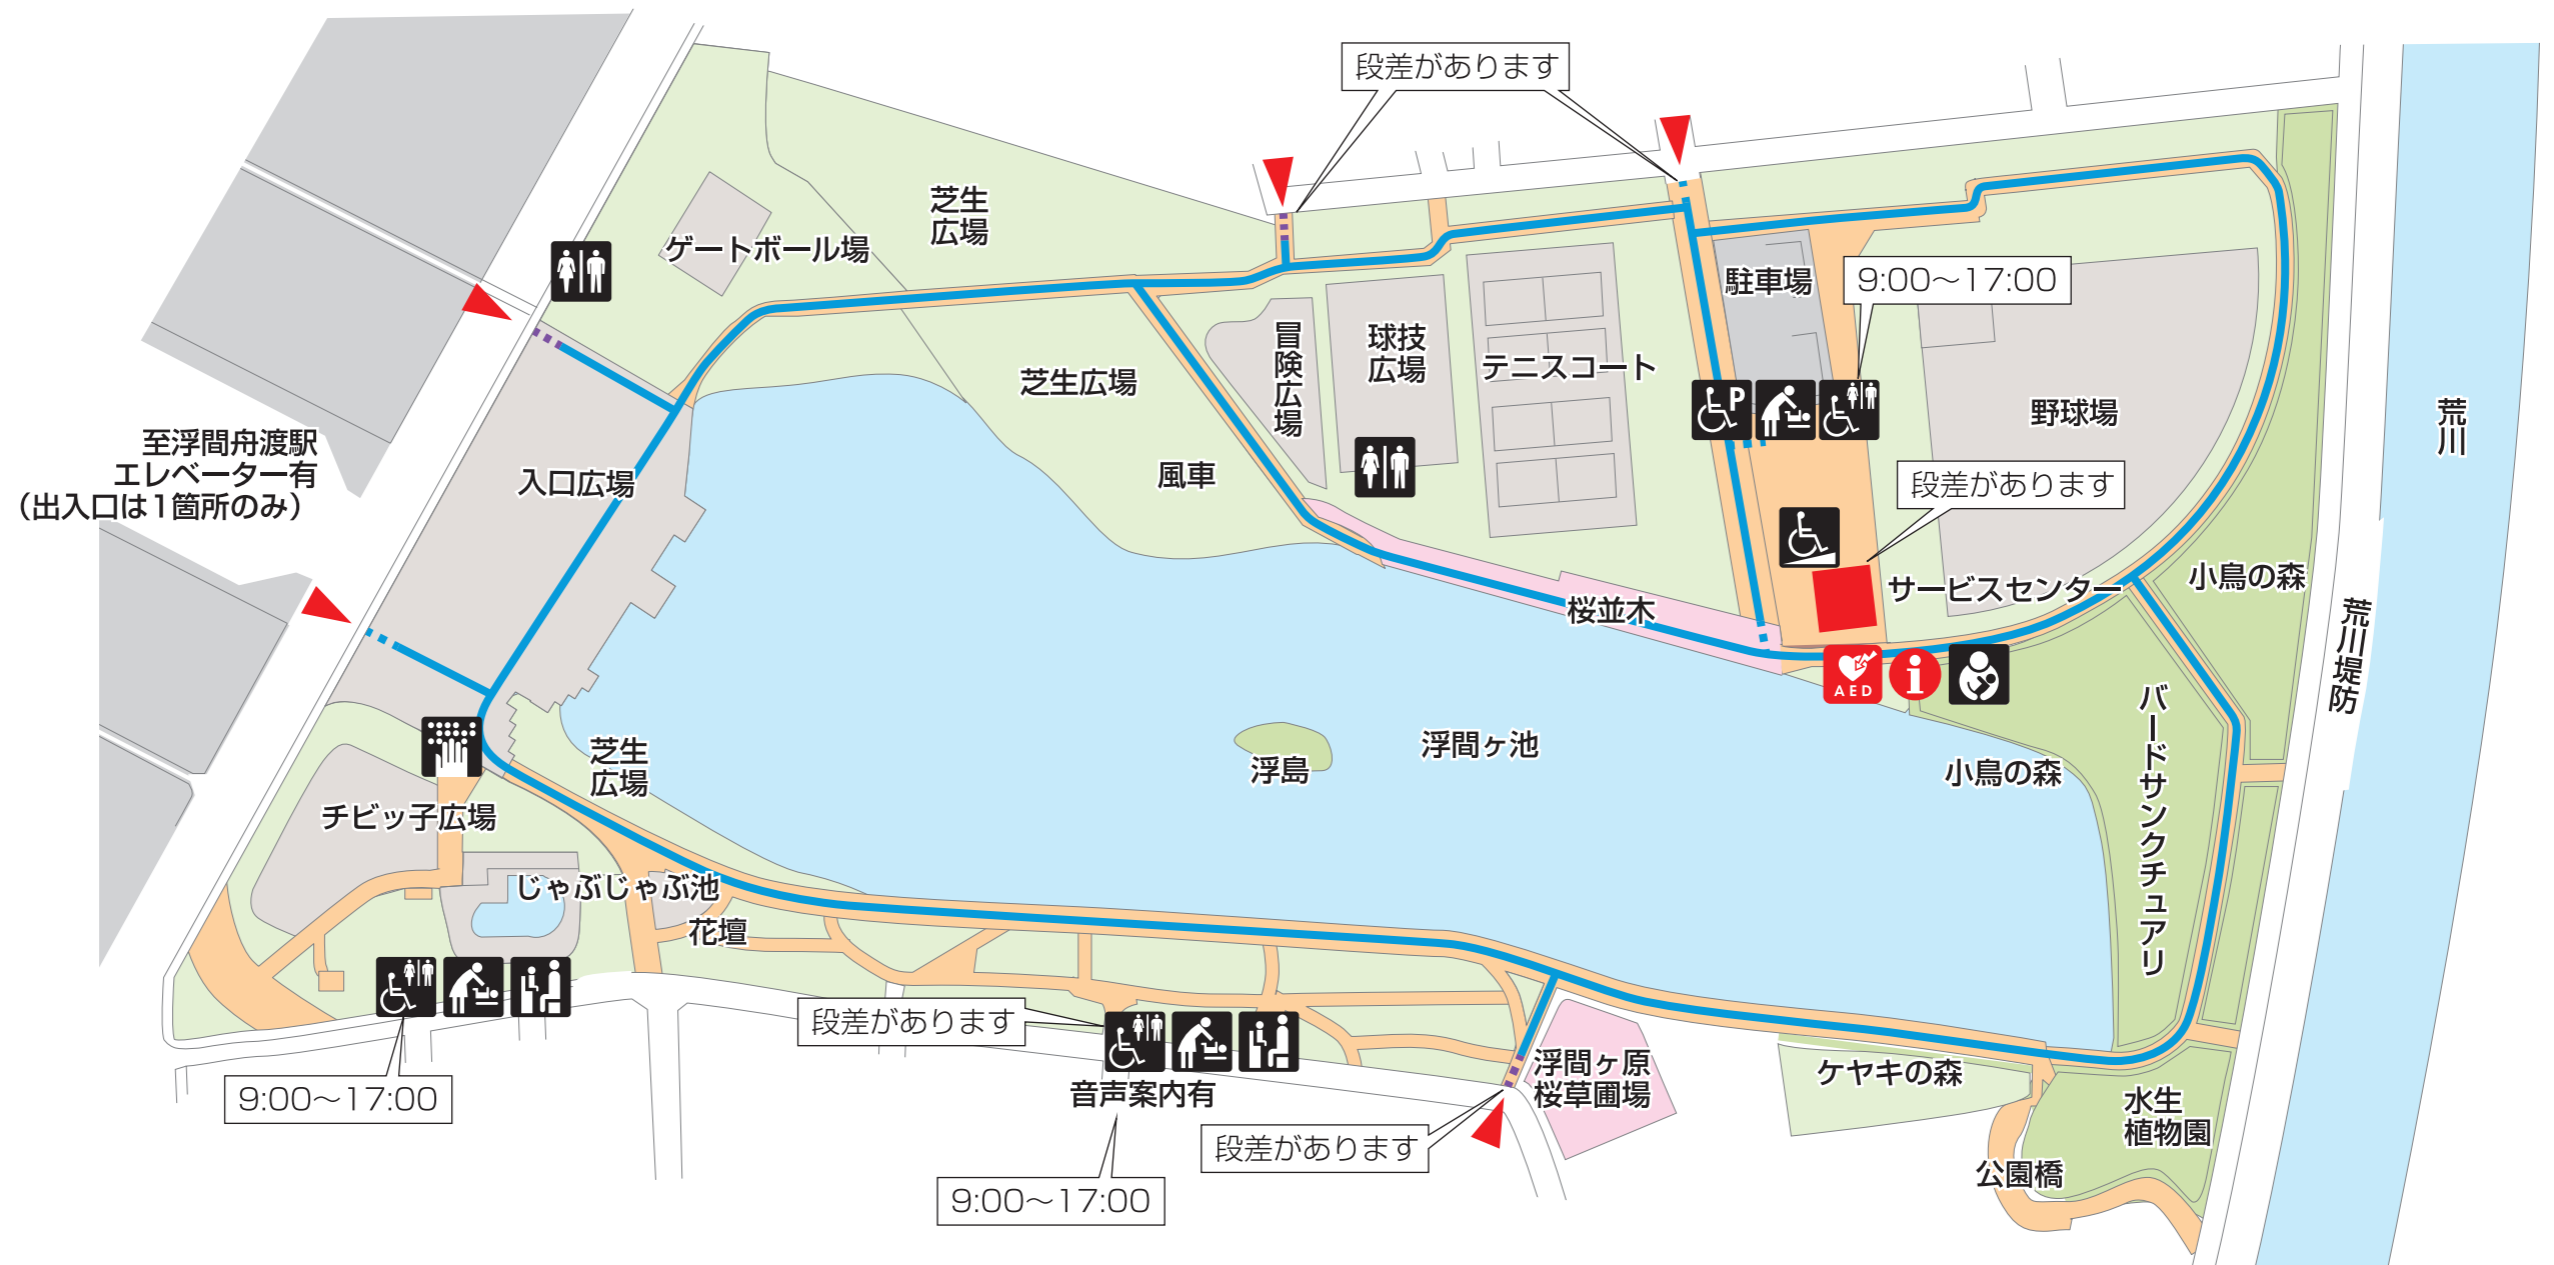 段差があります
芝生
広場
ゲートボール場
駐車場
9:00〜17:00
冒険広場
球技
広場
テニスコート
芝生広場
野球場
荒川
至浮間舟渡駅
エレベーター有
（出入口は1箇所のみ）
入口広場
風車
P
段差があります
サービスセンター
小鳥の森
桜並木
荒川堤防
AED
i
バードサンクチュアリ
芝生
広場
浮島
浮間ヶ池
小鳥の森
チビッ子広場
じゃぶじゃぶ池
花壇
段差があります
音声案内有
9:00〜17:00
9:00〜17:00
段差があります
浮間ヶ原
桜草圃場
ケヤキの森
水生
植物園
公園橋